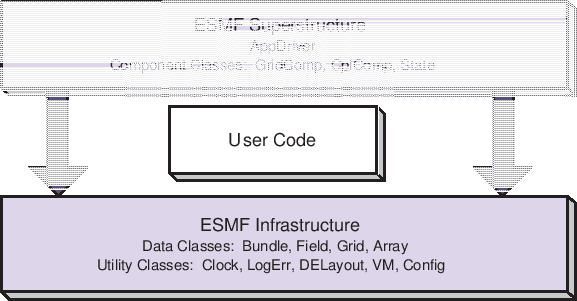 ESMF Superstructure
AppDriver
Component Classes: GridComp, CplComp, State
User Code
ESMF Infrastructure
Data Classes: Bundle, Field, Grid, Array
Utility Classes: Clock, LogErr, DELayout, VM, Config